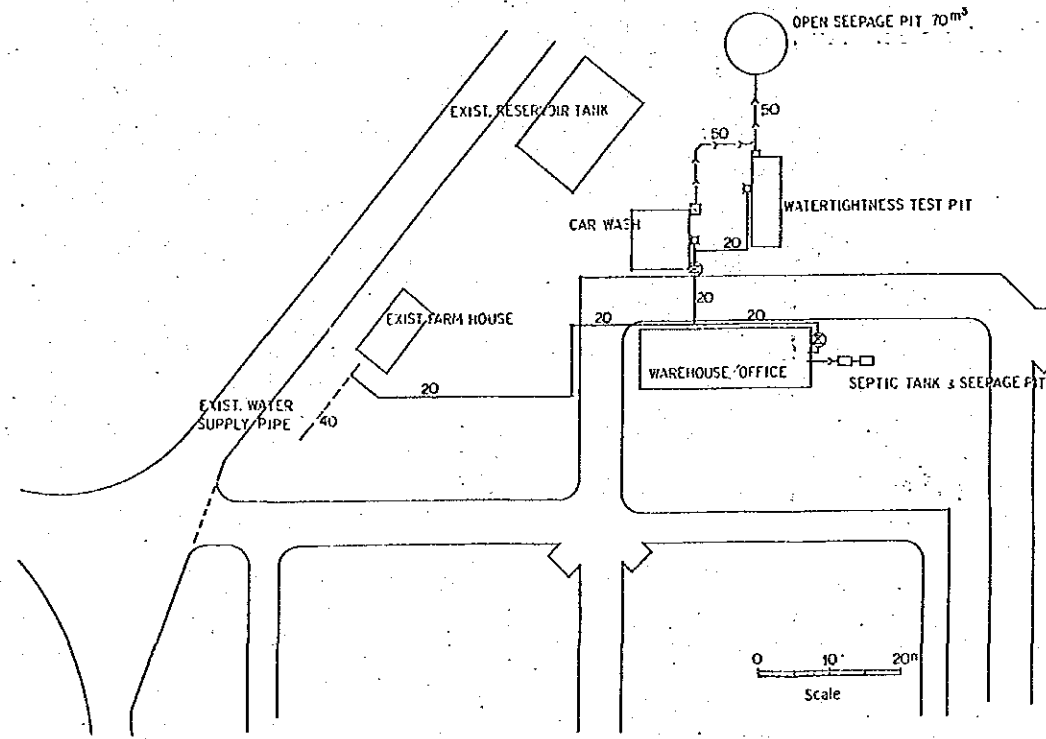 OPEN SEEPAGE PIT 70m³
50
EXIST. RESERVOIR TANK
50
WATERTIGHNESS TEST PIT
CAR WASH
20
20
EXIST.FARM HOUSE
20
20
WAREHOUSE OFFICE
SEPTIC TANK & SEEPAGE PIT
20
EXIST. WATER
SUPPLY PIPE
40
0 10 20m
Scale